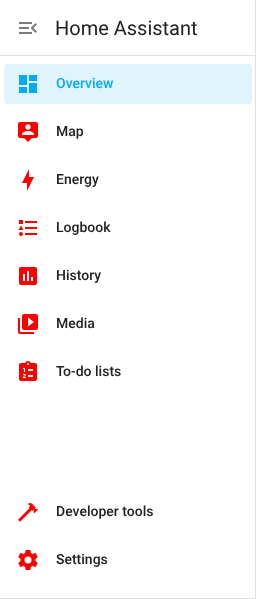 Home Assistant
Overview
Map
Energy
Logbook
History
Media
To-do lists
Developer tools
Settings